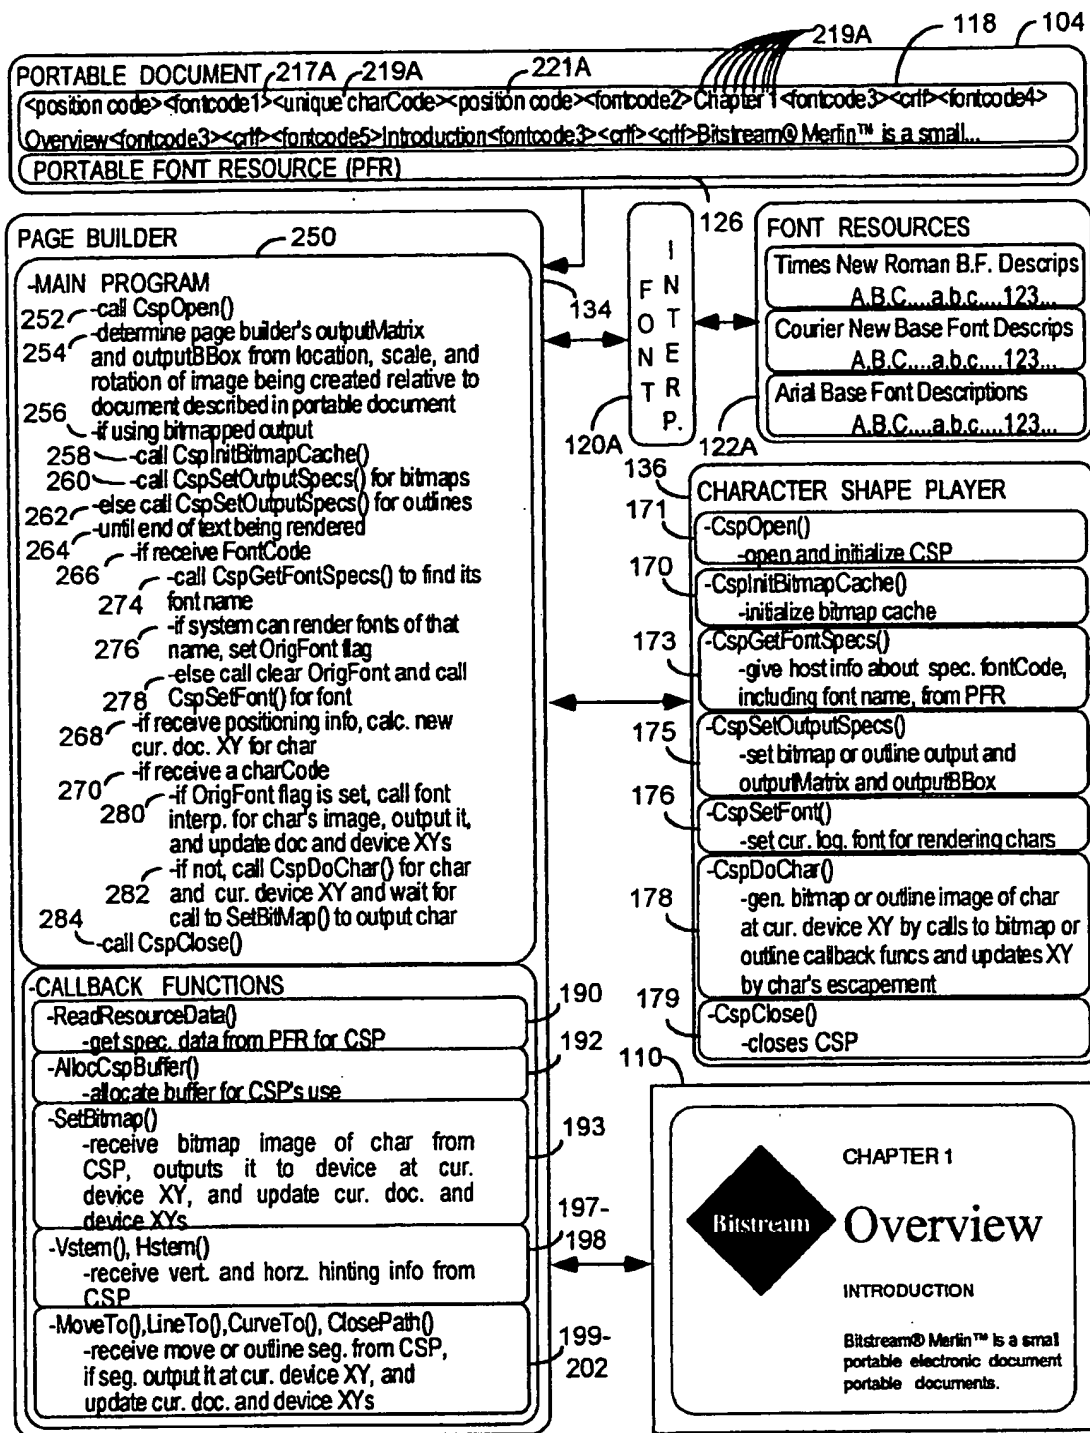 219A
118
104
PORTABLE DOCUMENT 217A 219A 221A
<position code><fontcode1><unique charCode><position code><fontcode2>Chapter 1<fontcode3><crlf><fontcode4>
Overview<fontcode3><crlf><fontcode5>Introduction<fontcode3><crlf><crlf>Bitstream® Merlin™ is a small...
PORTABLE FONT RESOURCE (PFR)
126
PAGE BUILDER
250
-MAIN PROGRAM
134
252 -call CspOpen()
254 -determine page builder's outputMatrix
and outputBBox from location, scale, and
rotation of image being created relative to
document described in portable document
256 -if using bitmapped output
258 -call CspInitBitmapCache()
260 -call CspSetOutputSpecs() for bitmaps
262 -else call CspSetOutputSpecs() for outlines
264 -until end of text being rendered
266 -if receive FontCode
274 -call CspGetFontSpecs() to find its
font name
276 -if system can render fonts of that
name, set OrigFont flag
278 -else call clear OrigFont and call
CspSetFont() for font
268 -if receive positioning info, calc. new
cur. doc. XY for char
270 -if receive a charCode
280 -if OrigFont flag is set, call font
interp. for char's image, output it,
and update doc and device XYs
282 -if not, call CspDoChar() for char
and cur. device XY and wait for
call to SetBitMap() to output char
284 -call CspClose()
-CALLBACK FUNCTIONS
-ReadResourceData() 190
-get spec. data from PFR for CSP
-AllocCspBuffer() 192
-allocate buffer for CSP's use
-SetBitmap() 193
-receive bitmap image of char from
CSP, outputs it to device at cur.
device XY, and update cur. doc. and
device XYs
-Vstem(), Hstem() 197-
198
-receive vert. and horz. hinting info from
CSP
-MoveTo(),LineTo(),CurveTo(), ClosePath() 199-
202
-receive move or outline seg. from CSP,
if seg. output it at cur. device XY, and
update cur. doc. and device XYs
FONT INTERP.
120A
FONT RESOURCES
Times New Roman B.F. Descrips
A.B.C....a.b.c....123...
Courier New Base Font Descrips
A.B.C....a.b.c....123...
Arial Base Font Descriptions
A.B.C....a.b.c....123...
122A
136
CHARACTER SHAPE PLAYER
171 -CspOpen()
-open and initialize CSP
170 -CspInitBitmapCache()
-initialize bitmap cache
173 -CspGetFontSpecs()
-give host info about spec. fontCode,
including font name, from PFR
175 -CspSetOutputSpecs()
-set bitmap or outline output and
outputMatrix and outputBBox
176 -CspSetFont()
-set cur. log. font for rendering chars
178 -CspDoChar()
-gen. bitmap or outline image of char
at cur. device XY by calls to bitmap or
outline callback funcs and updates XY
by char's escapement
179 -CspClose()
-closes CSP
110
CHAPTER 1
Bitstream
Overview
INTRODUCTION
Bitstream® Merlin™ is a small
portable electronic document
portable documents.